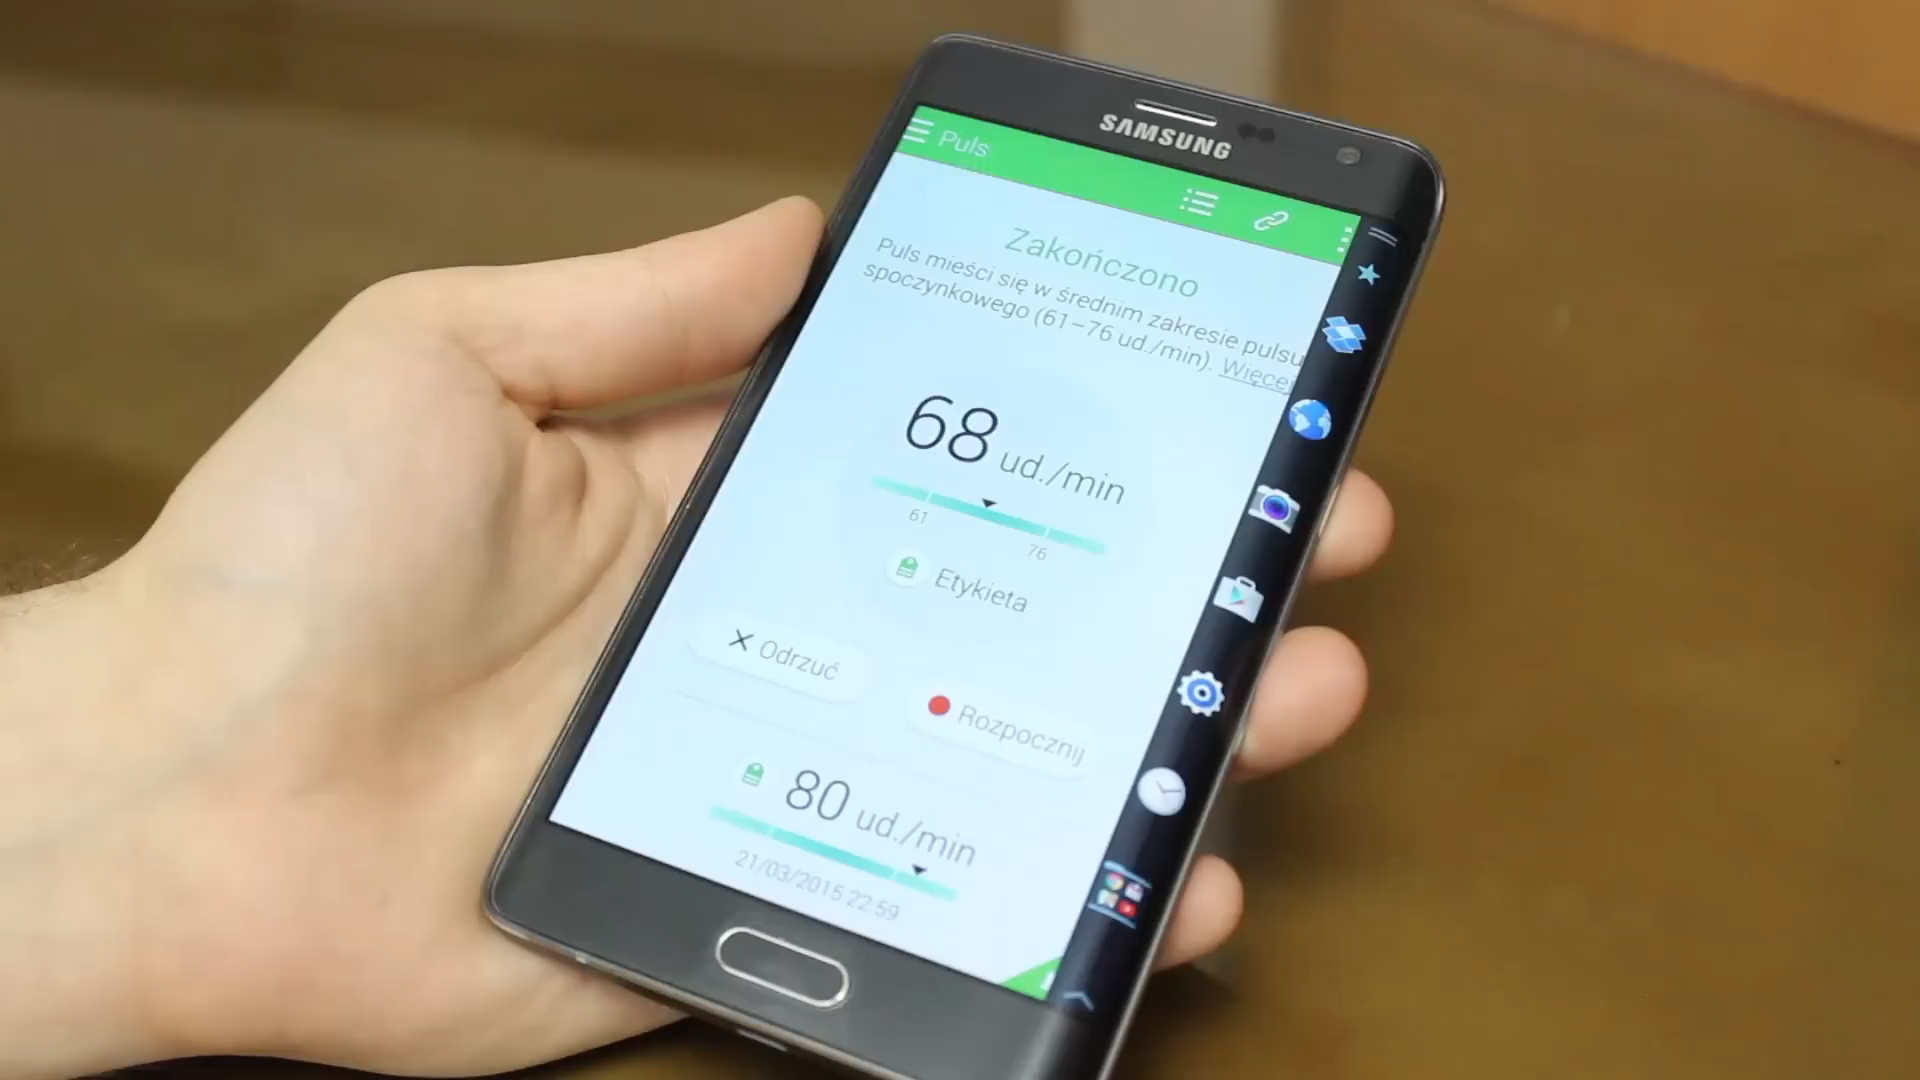 SAMSUNG
Puls
Zakończono
Puls mieści się w średnim zakresie pulsu
spoczynkowego (61–76 ud./min). Więcej
68 ud./min
61
76
Etykieta
Odrzuć
Rozpocznij
80 ud./min
21/03/2015 22:59